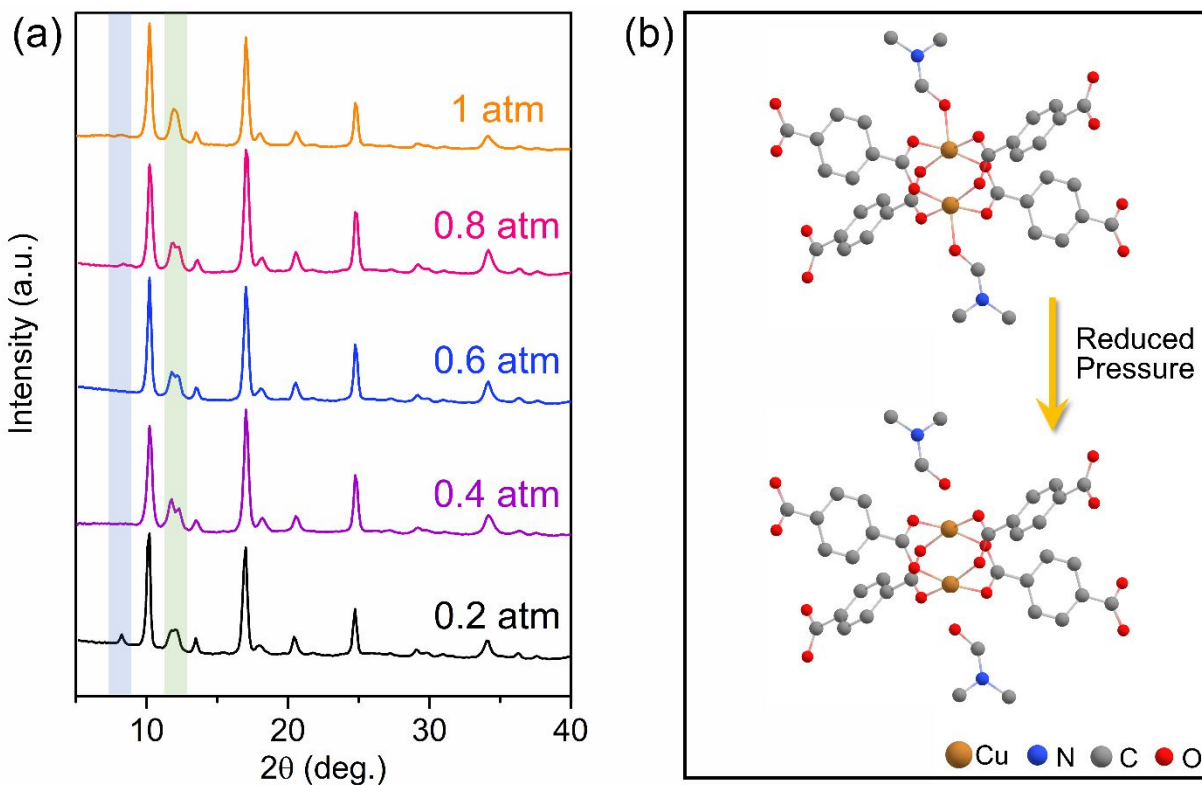 (a)
1 atm
0.8 atm
0.6 atm
0.4 atm
0.2 atm
Intensity (a.u.)
10
20
30
40
2θ (deg.)
(b)
Reduced
Pressure
Cu N C O